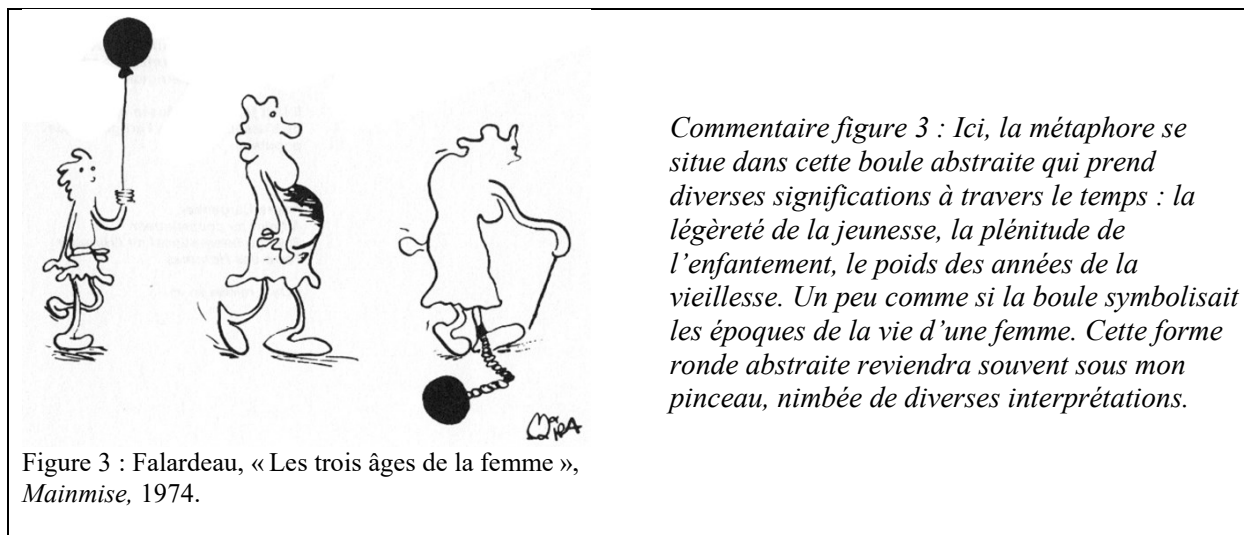 Commentaire figure 3 : Ici, la métaphore se
situe dans cette boule abstraite qui prend
diverses significations à travers le temps : la
légèreté de la jeunesse, la plénitude de
l’enfantement, le poids des années de la
vieillesse. Un peu comme si la boule symbolisait
les époques de la vie d’une femme. Cette forme
ronde abstraite reviendra souvent sous mon
pinceau, nimbée de diverses interprétations.
Figure 3 : Falardeau, « Les trois âges de la femme »,
Mainmise, 1974.